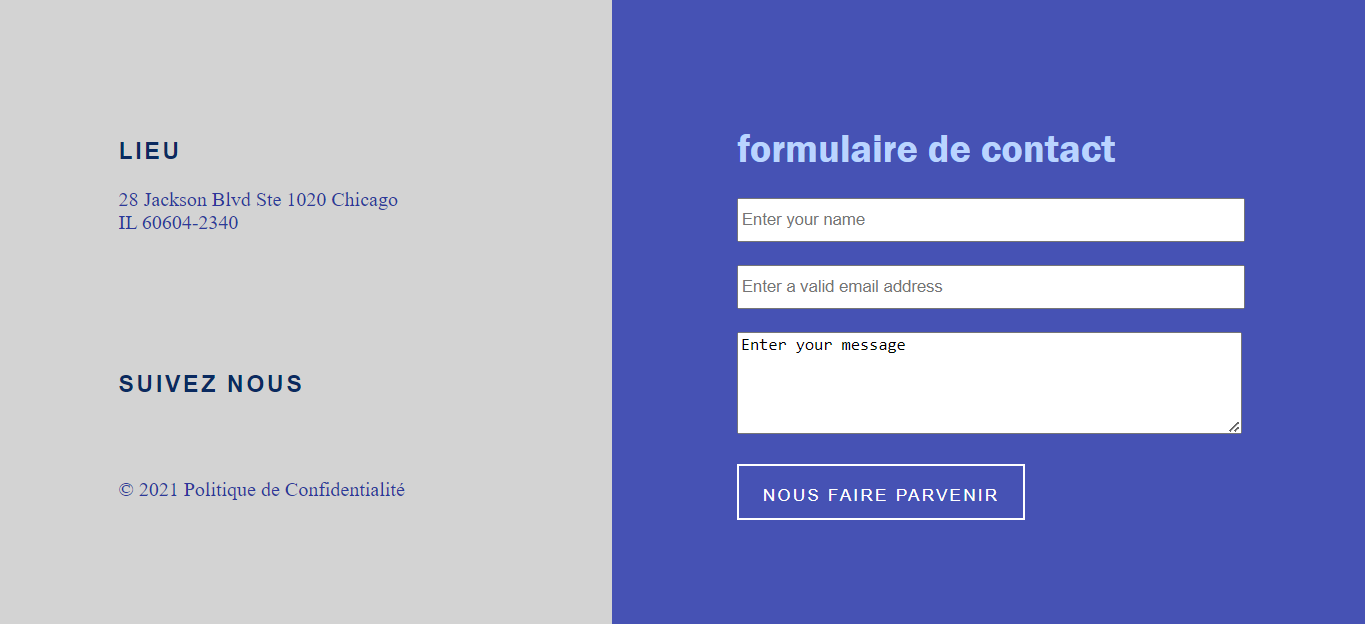 LIEU
28 Jackson Blvd Ste 1020 Chicago
IL 60604-2340
SUIVEZ NOUS
© 2021 Politique de Confidentialité
formulaire de contact
Enter your name
Enter a valid email address
Enter your message
NOUS FAIRE PARVENIR